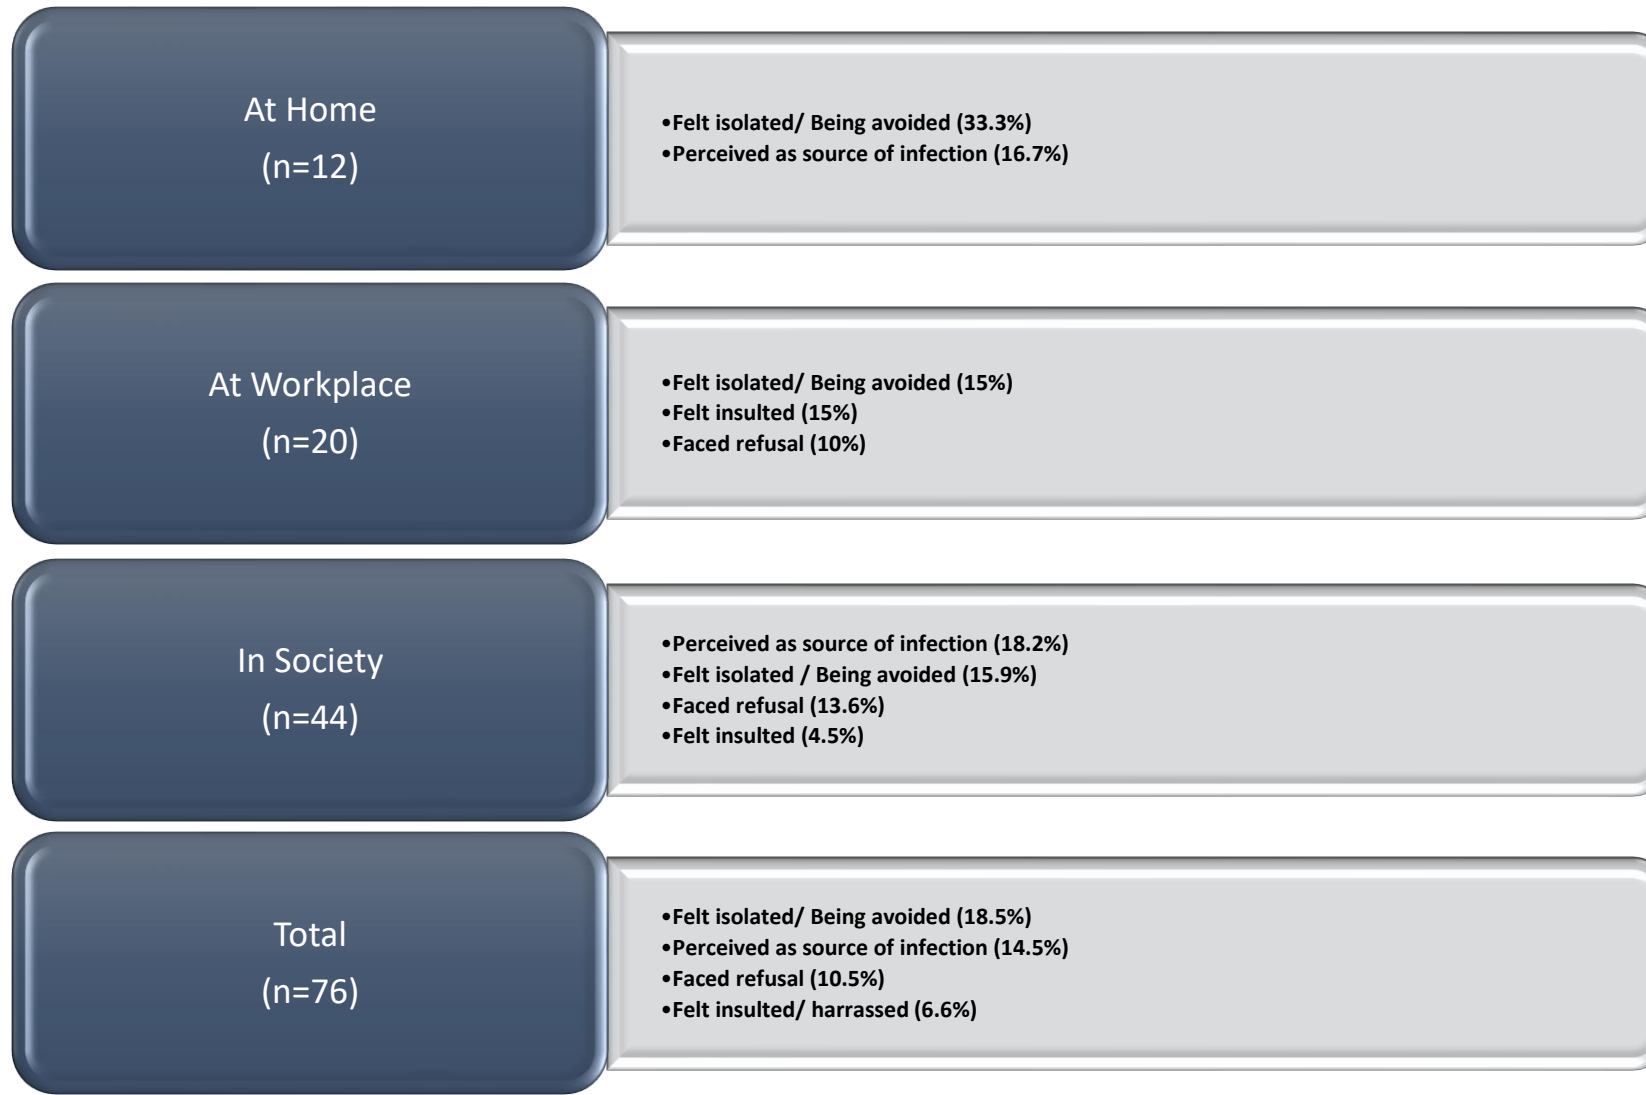 At Home
(n=12)
•Felt isolated/ Being avoided (33.3%)
•Perceived as source of infection (16.7%)
At Workplace
(n=20)
•Felt isolated/ Being avoided (15%)
•Felt insulted (15%)
•Faced refusal (10%)
In Society
(n=44)
•Perceived as source of infection (18.2%)
•Felt isolated / Being avoided (15.9%)
•Faced refusal (13.6%)
•Felt insulted (4.5%)
Total
(n=76)
•Felt isolated/ Being avoided (18.5%)
•Perceived as source of infection (14.5%)
•Faced refusal (10.5%)
•Felt insulted/ harrassed (6.6%)